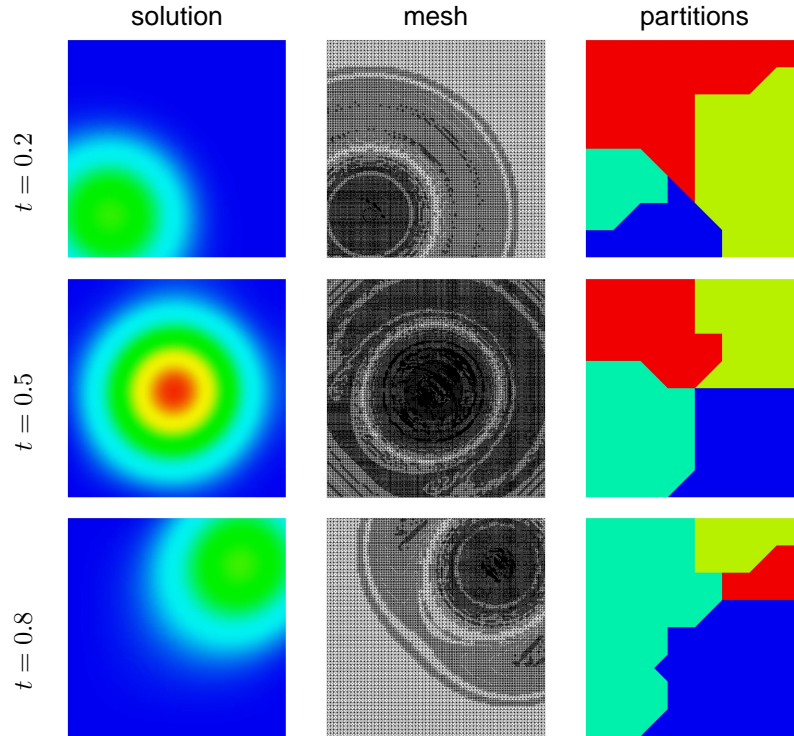 solution mesh partitions
t = 0.2
t = 0.5
t = 0.8